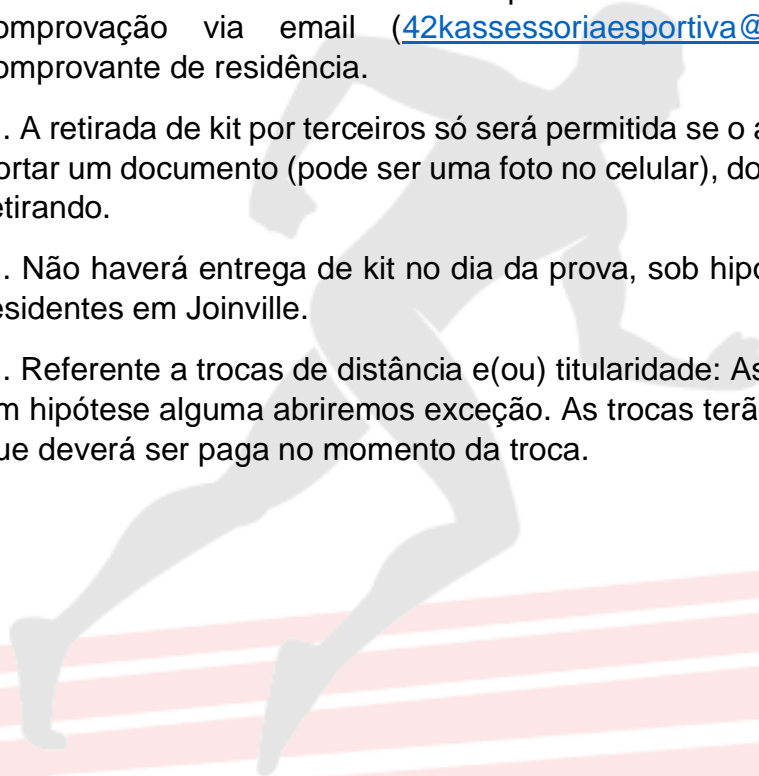 omprovação via email (42kassessoriaesportiva@
omprovante de residência.
. A retirada de kit por terceiros só será permitida se o a
ortar um documento (pode ser uma foto no celular), do
etirando.
. Não haverá entrega de kit no dia da prova, sob hipó
esidentes em Joinville.
. Referente a trocas de distância e(ou) titularidade: As
m hipótese alguma abriremos exceção. As trocas terã
ue deverá ser paga no momento da troca.